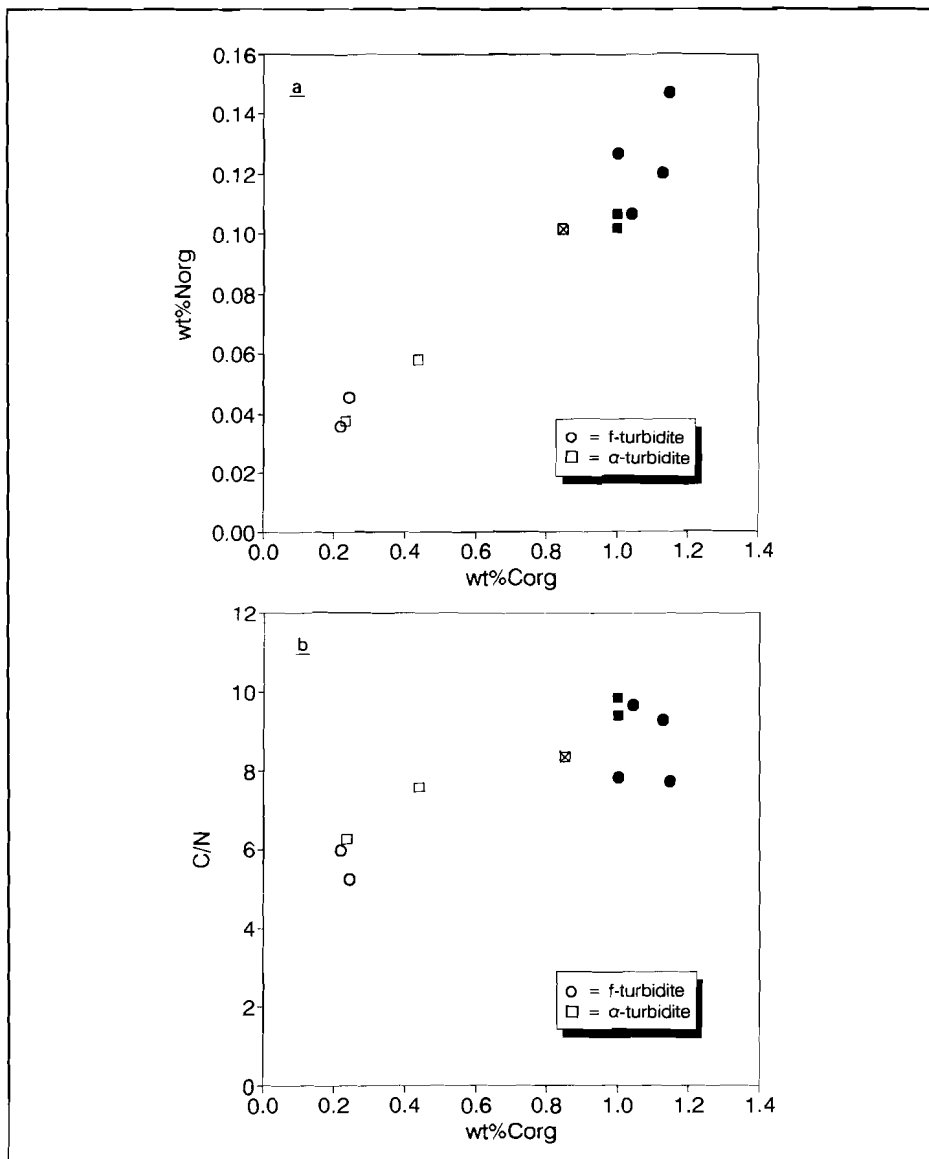 a
0.16
0.14
0.12
0.10
0.08
0.06
0.04
0.02
0.00
wt%Norg
0.0 0.2 0.4 0.6 0.8 1.0 1.2 1.4
wt%Corg
= f-turbidite
= α-turbidite
b
12
10
8
6
4
2
0
C/N
0.0 0.2 0.4 0.6 0.8 1.0 1.2 1.4
wt%Corg
= f-turbidite
= α-turbidite